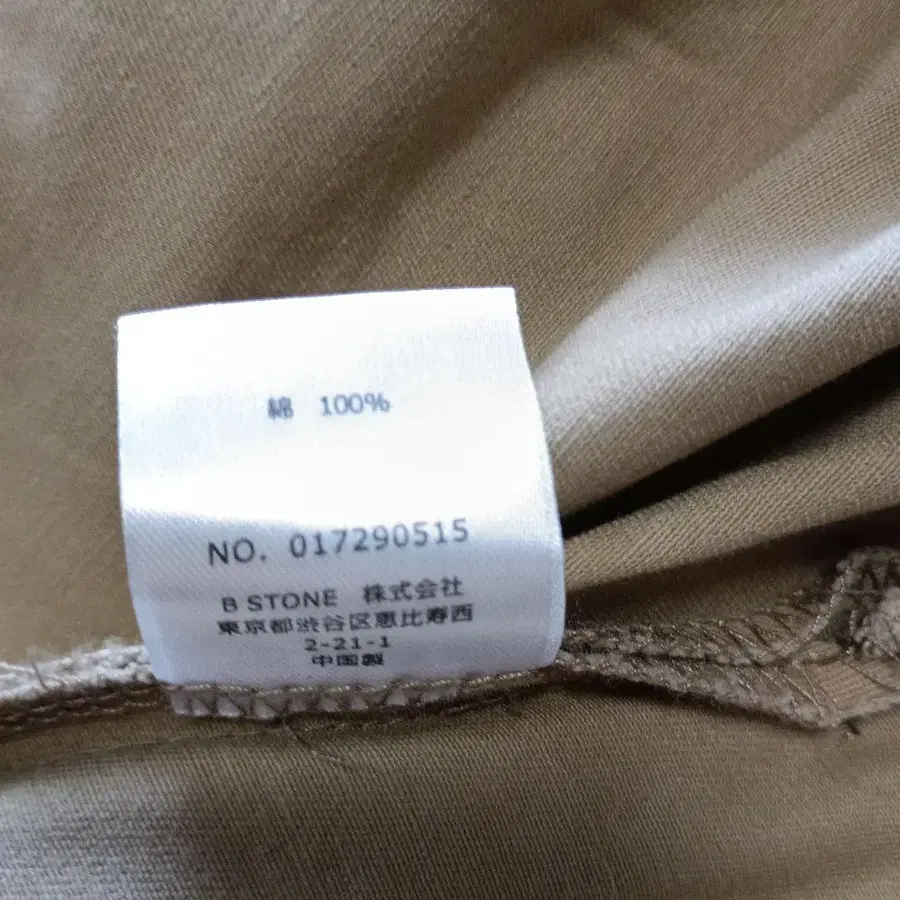 綿 100%
NO. 017290515
B STONE 株式会社
東京都渋谷区恵比寿西
2-21-1
中国製